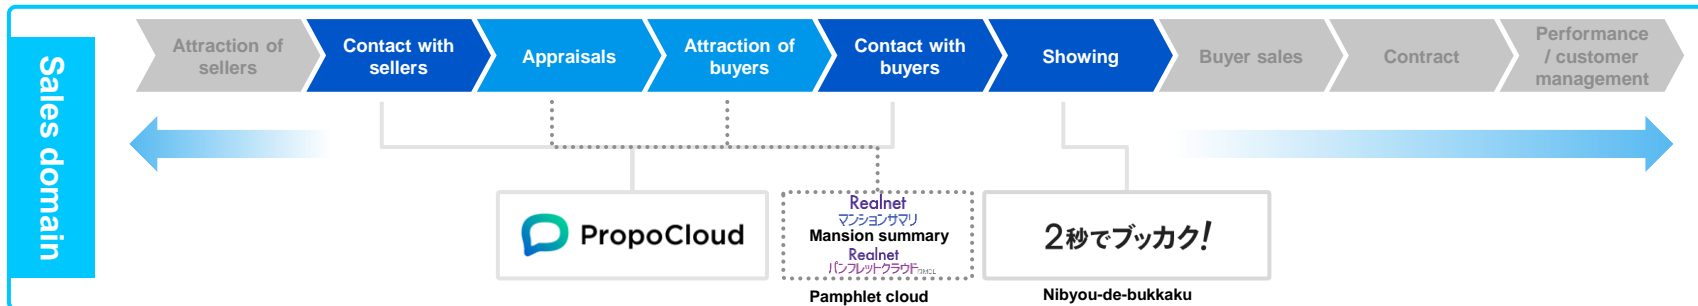 Sales domain
Attraction of
sellers
Contact with
sellers
Appraisals
Attraction of
buyers
Contact with
buyers
Showing
Buyer sales
Contract
Performance
/ customer
management
PropoCloud
Realnet
マンションサマリ
Mansion summary
Realnet
パンフレットクラウド
Pamphlet cloud
2秒でブッカク!
Nibyou-de-bukkaku